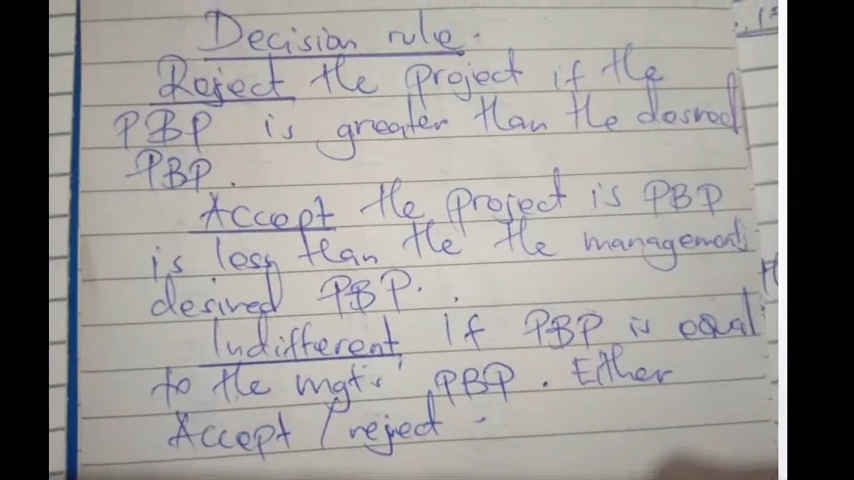 Decision rule.
Reject the project if the
PBP is greater than the desired
PBP.
Accept the project is PBP
is less than the the managements
desired PBP.
Indifferent if PBP is equal
to the mgt's' PBP. Either
Accept / reject.